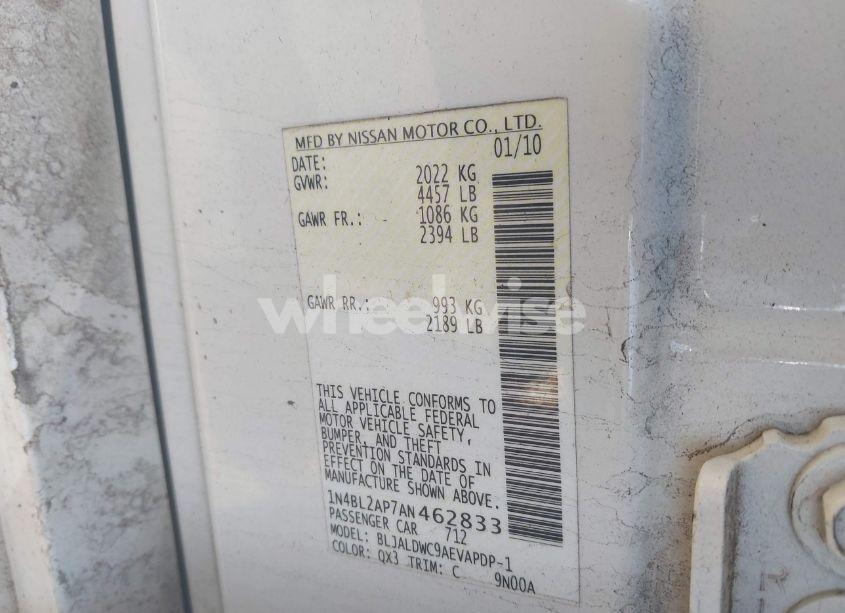 MFD BY NISSAN MOTOR CO., LTD.
DATE: 01/10
GVWR: 2022 KG
4457 LB
GAWR FR.: 1086 KG
2394 LB
GAWR RR.: 993 KG
2189 LB
wheelwise
THIS VEHICLE CONFORMS TO
ALL APPLICABLE FEDERAL
MOTOR VEHICLE SAFETY,
BUMPER, AND THEFT
PREVENTION STANDARDS IN
EFFECT ON THE DATE OF
MANUFACTURE SHOWN ABOVE.
1N4BL2AP7AN462833
PASSENGER CAR 712
MODEL: BLJALDWC9AEVAPDP-1
COLOR: QX3 TRIM: C 9N00A